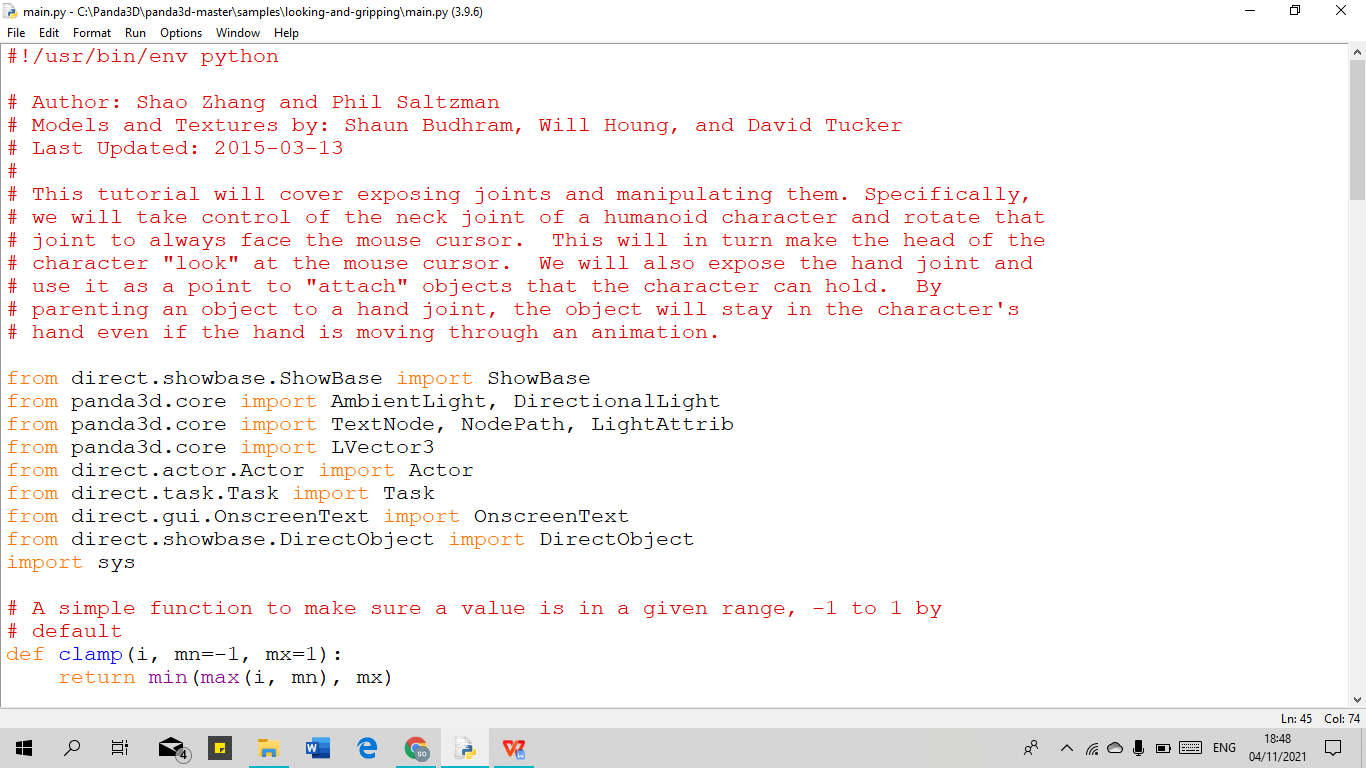 main.py - C:\Panda3D\panda3d-master\samples\looking-and-gripping\main.py (3.9.6)
File Edit Format Run Options Window Help
#!/usr/bin/env python
# Author: Shao Zhang and Phil Saltzman
# Models and Textures by: Shaun Budhram, Will Houng, and David Tucker
# Last Updated: 2015-03-13
#
# This tutorial will cover exposing joints and manipulating them. Specifically,
# we will take control of the neck joint of a humanoid character and rotate that
# joint to always face the mouse cursor.  This will in turn make the head of the
# character "look" at the mouse cursor.  We will also expose the hand joint and
# use it as a point to "attach" objects that the character can hold.  By
# parenting an object to a hand joint, the object will stay in the character's
# hand even if the hand is moving through an animation.
from direct.showbase.ShowBase import ShowBase
from panda3d.core import AmbientLight, DirectionalLight
from panda3d.core import TextNode, NodePath, LightAttrib
from panda3d.core import LVector3
from direct.actor.Actor import Actor
from direct.task.Task import Task
from direct.gui.OnscreenText import OnscreenText
from direct.showbase.DirectObject import DirectObject
import sys
# A simple function to make sure a value is in a given range, -1 to 1 by
# default
def clamp(i, mn=-1, mx=1):
    return min(max(i, mn), mx)
Ln: 45 Col: 74
4
SO
ENG
18:48
04/11/2021